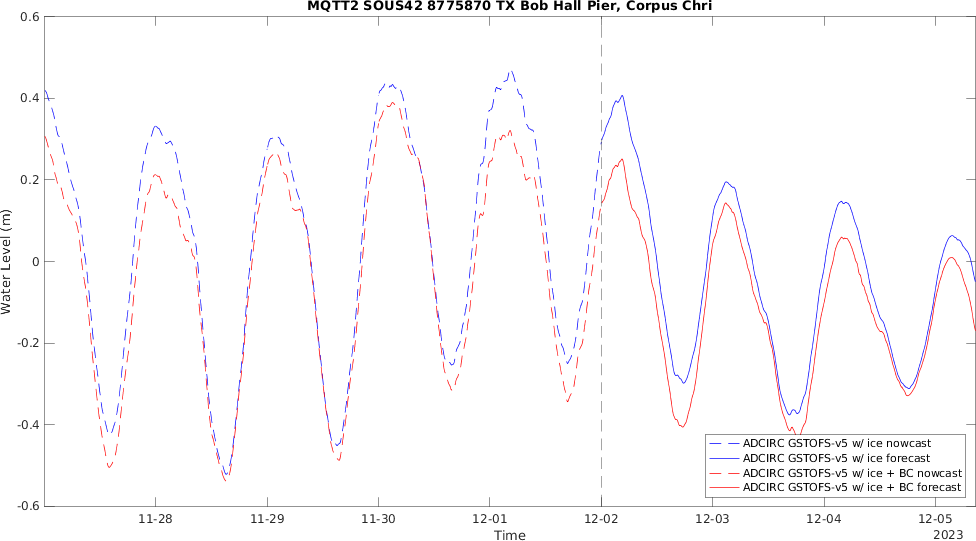 MQTT2 SOUS42 8775870 TX Bob Hall Pier, Corpus Chri
0.6
0.4
0.2
0
-0.2
-0.4
-0.6
Water Level (m)
11-28
11-29
11-30
12-01
12-02
12-03
12-04
12-05
Time
2023
ADCIRC GSTOFS-v5 w/ ice nowcast
ADCIRC GSTOFS-v5 w/ ice forecast
ADCIRC GSTOFS-v5 w/ ice + BC nowcast
ADCIRC GSTOFS-v5 w/ ice + BC forecast